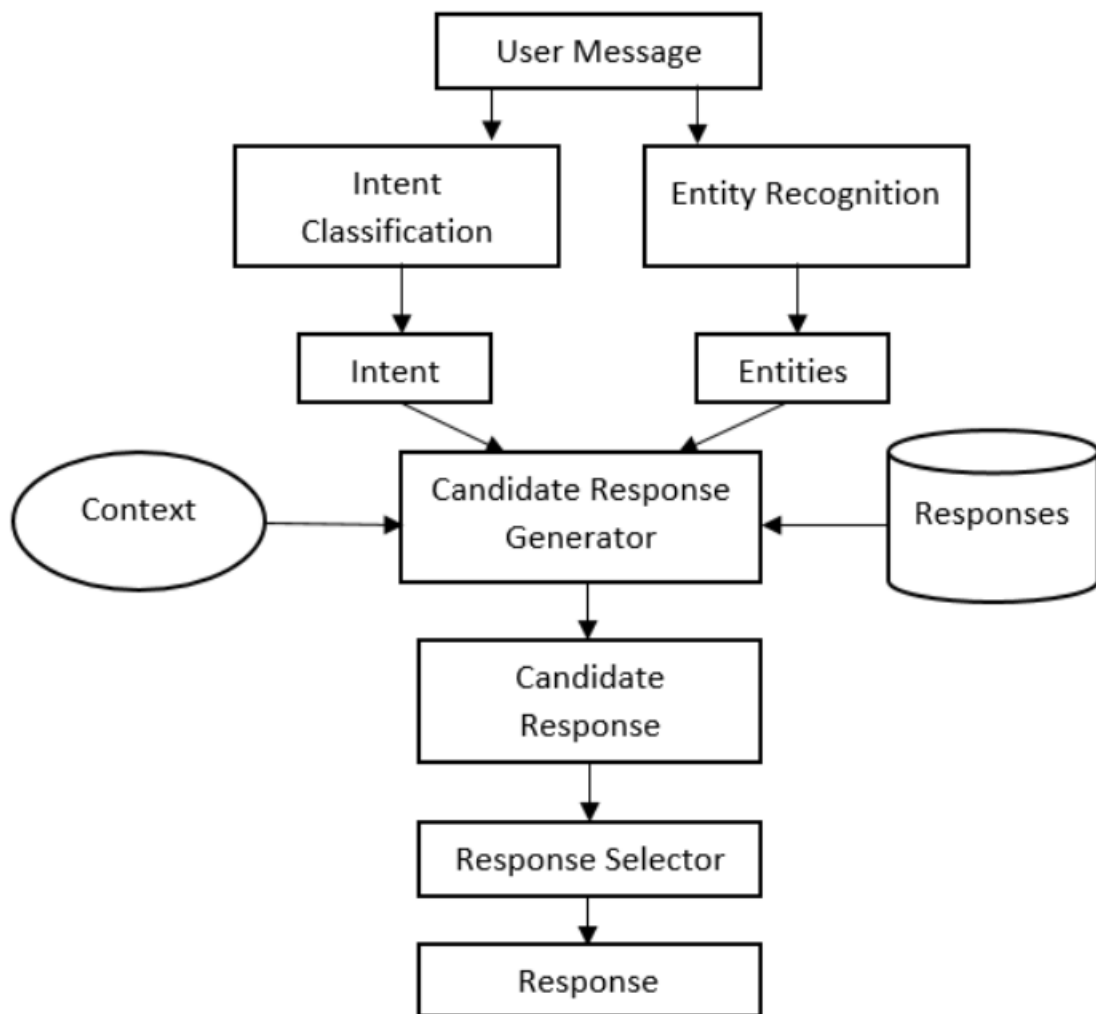 User Message
Intent
Classification
Entity Recognition
Intent
Entities
Context
Candidate Response
Generator
Responses
Candidate
Response
Response Selector
Response